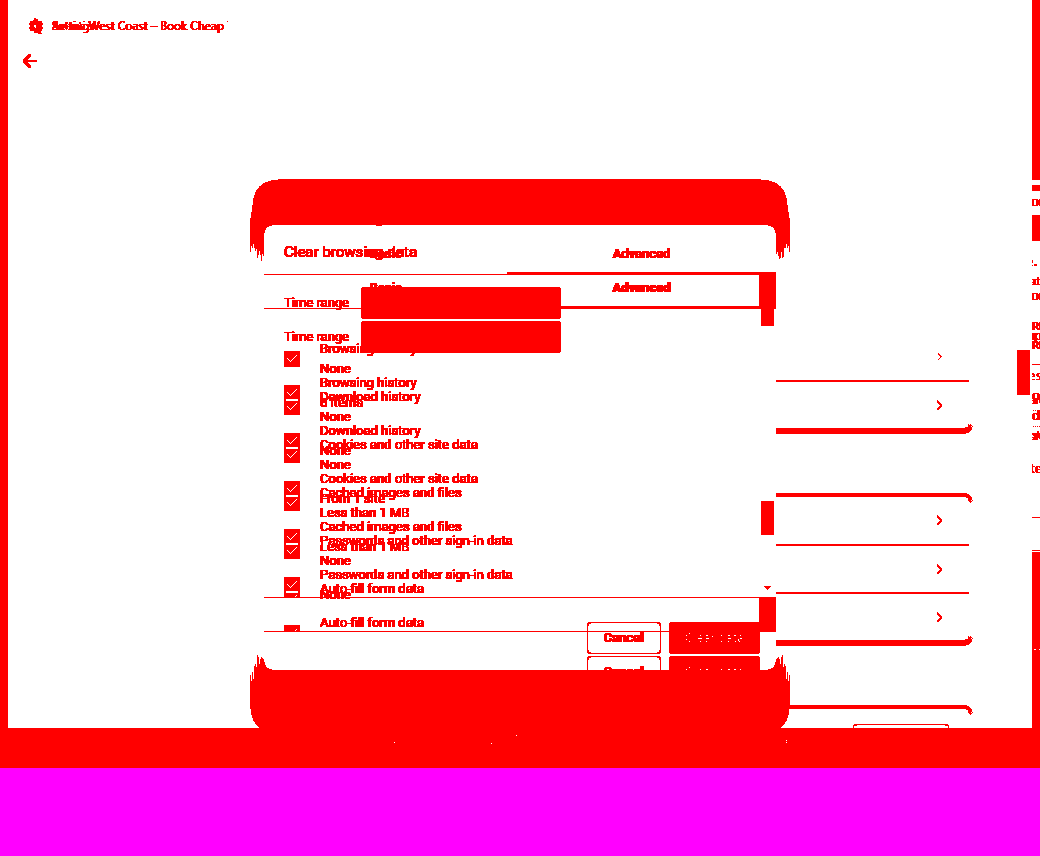 West Coast – Book Cheap
Clear browsing data
Advanced
Basic
Advanced
Time range
Time range
Browsing history
None
Browsing history
Download history
8 items
None
Download history
Cookies and other site data
None
None
Cookies and other site data
Cached images and files
From 1 site
Less than 1 MB
Cached images and files
Passwords and other sign-in data
Less than 1 MB
None
Passwords and other sign-in data
Auto-fill form data
None
Auto-fill form data
Cancel
Clear data
Cancel